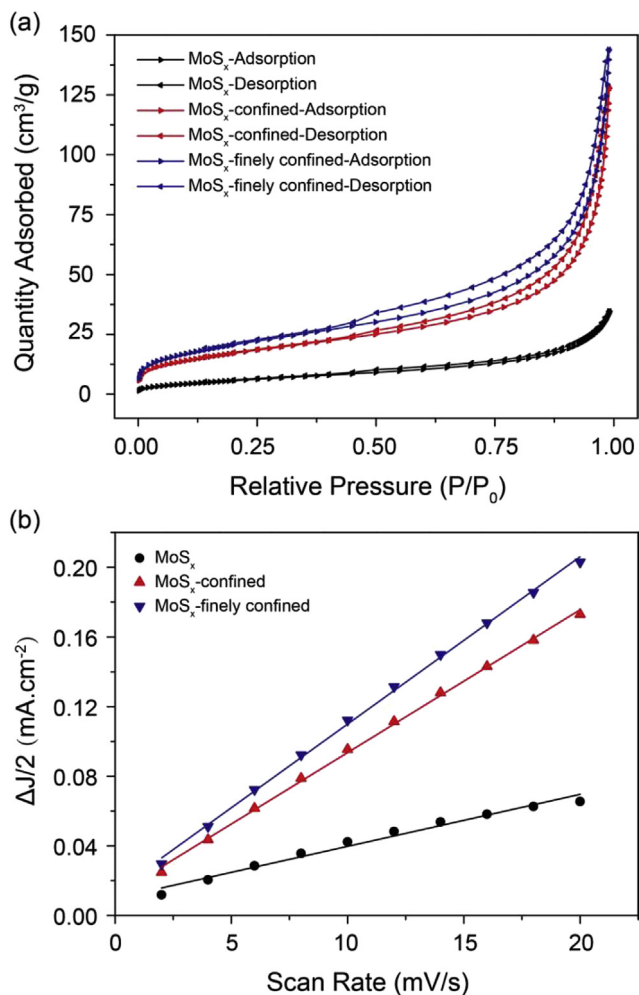 (a)
150
125
100
75
50
25
0
Quantity Adsorbed (cm³/g)
MoSₓ-Adsorption
MoSₓ-Desorption
MoSₓ-confined-Adsorption
MoSₓ-confined-Desorption
MoSₓ-finely confined-Adsorption
MoSₓ-finely confined-Desorption
0.00 0.25 0.50 0.75 1.00
Relative Pressure (P/P₀)
(b)
0.20
0.16
0.12
0.08
0.04
0.00
ΔJ/2 (mA.cm⁻²)
MoSₓ
MoSₓ-confined
MoSₓ-finely confined
0 5 10 15 20
Scan Rate (mV/s)